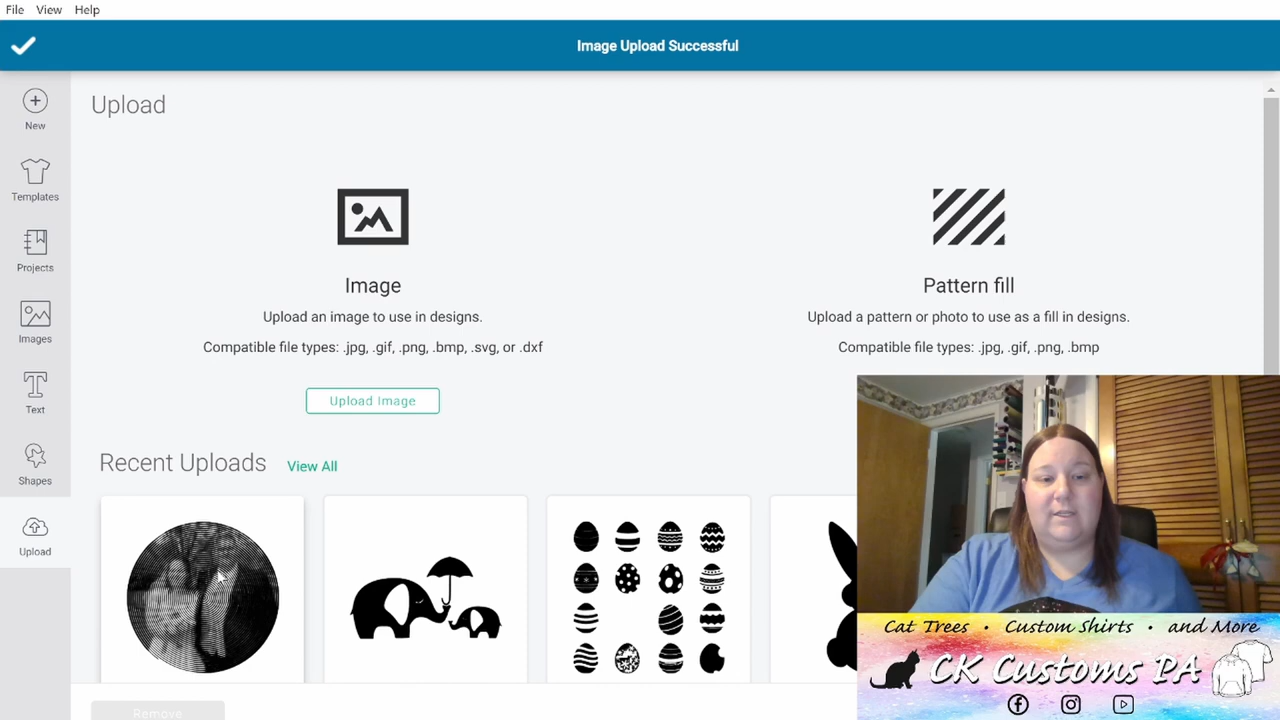 File View Help
Image Upload Successful
New
Templates
Projects
Images
Text
Shapes
Upload
Upload
Image
Upload an image to use in designs.
Compatible file types: .jpg, .gif, .png, .bmp, .svg, or .dxf
Upload Image
Pattern fill
Upload a pattern or photo to use as a fill in designs.
Compatible file types: .jpg, .gif, .png, .bmp
Recent Uploads View All
Remove
Cat Trees • Custom Shirts • and More
CK Customs PA